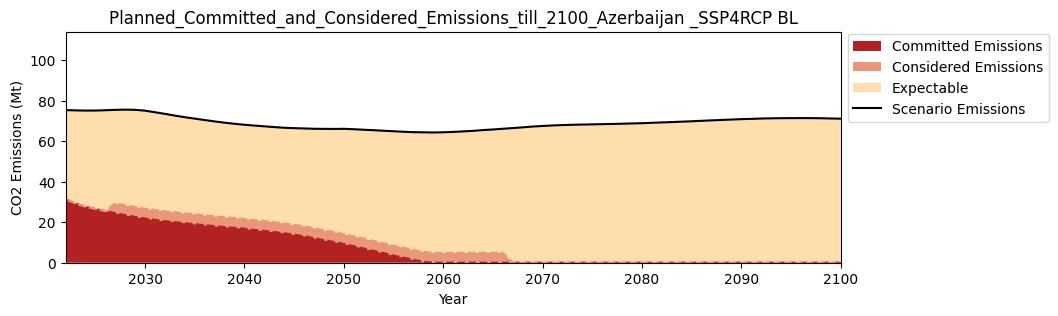 Planned_Committed_and_Considered_Emissions_till_2100_Azerbaijan _SSP4RCP BL
CO2 Emissions (Mt)
100
80
60
40
20
0
2030 2040 2050 2060 2070 2080 2090 2100
Year
Committed Emissions
Considered Emissions
Expectable
Scenario Emissions